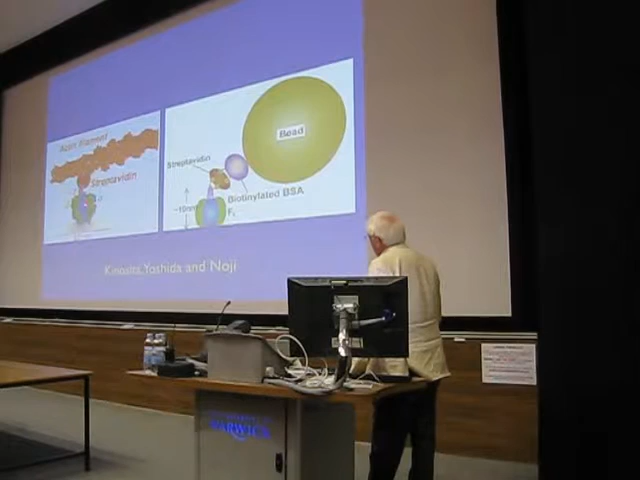 Actin filament
Streptavidin
Bead
Streptavidin
Biotinylated BSA
~10nm
F₁
Kinosita, Yoshida and Noji
WARWICK